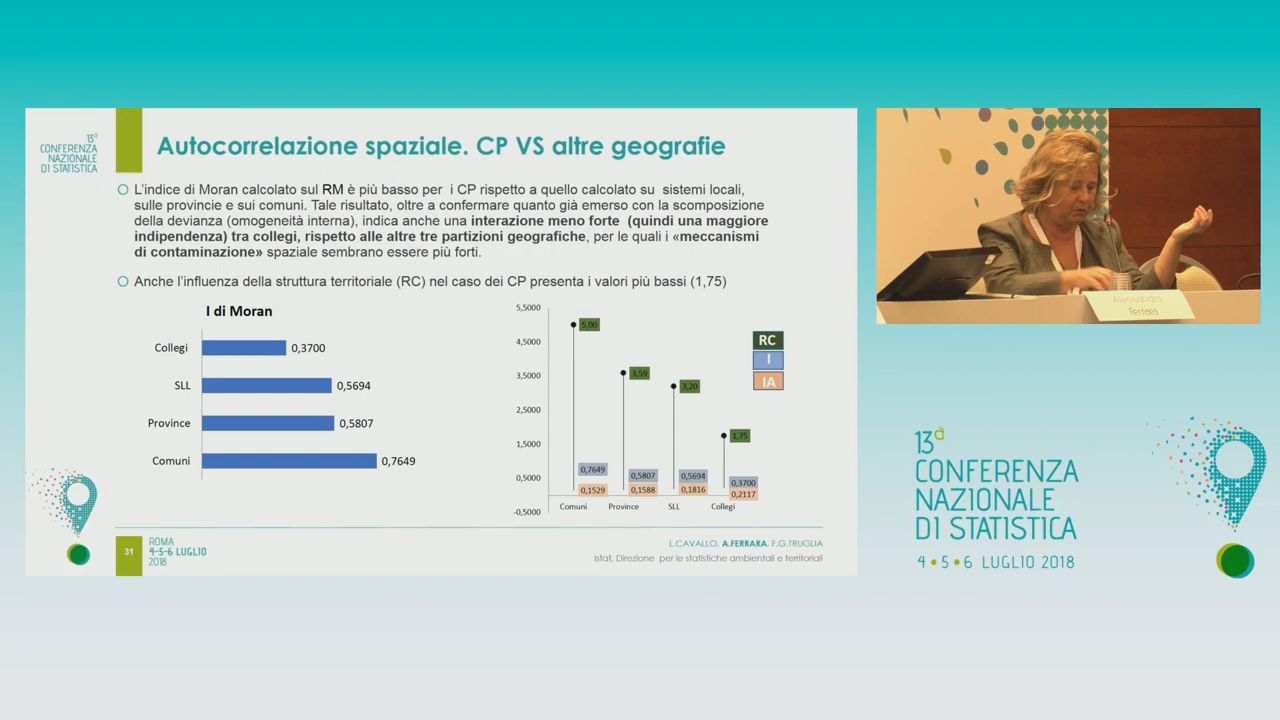 13a
CONFERENZA
NAZIONALE
DI STATISTICA
Autocorrelazione spaziale. CP VS altre geografie
L'indice di Moran calcolato sul RM è più basso per i CP rispetto a quello calcolato su sistemi locali,
sulle provincie e sui comuni. Tale risultato, oltre a confermare quanto già emerso con la scomposizione
della devianza (omogeneità interna), indica anche una interazione meno forte (quindi una maggiore
indipendenza) tra collegi, rispetto alle altre tre partizioni geografiche, per le quali i «meccanismi
di contaminazione» spaziale sembrano essere più forti.
Anche l'influenza della struttura territoriale (RC) nel caso dei CP presenta i valori più bassi (1,75)
I di Moran
Collegi 0,3700
SLL 0,5694
Province 0,5807
Comuni 0,7649
5,5000
4,5000
3,5000
2,5000
1,5000
0,5000
-0,5000
5,00
3,59
3,20
1,75
0,7649 0,5807 0,5694 0,3700
0,1529 0,1588 0,1816 0,2117
Comuni Province SLL Collegi
RC
I
IA
31
ROMA
4-5-6 LUGLIO
2018
L.CAVALLO, A.FERRARA, F.G.TRUGLIA
Istat, Direzione per le statistiche ambientali e territoriali
Alessandra
Ferrara
13a
CONFERENZA
NAZIONALE
DI STATISTICA
4 • 5 • 6 LUGLIO 2018